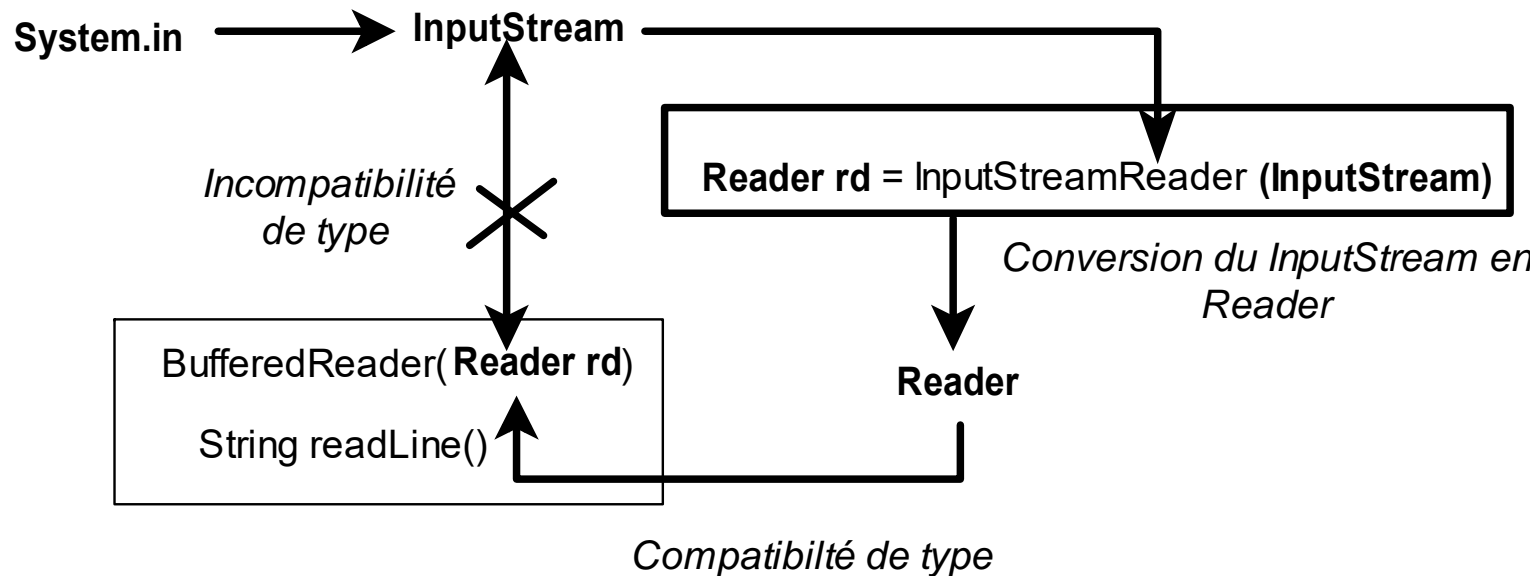 System.in
InputStream
Incompatibilité
de type
Reader rd = InputStreamReader (InputStream)
Conversion du InputStream en
Reader
BufferedReader( Reader rd)
String readLine()
Reader
Compatibilté de type